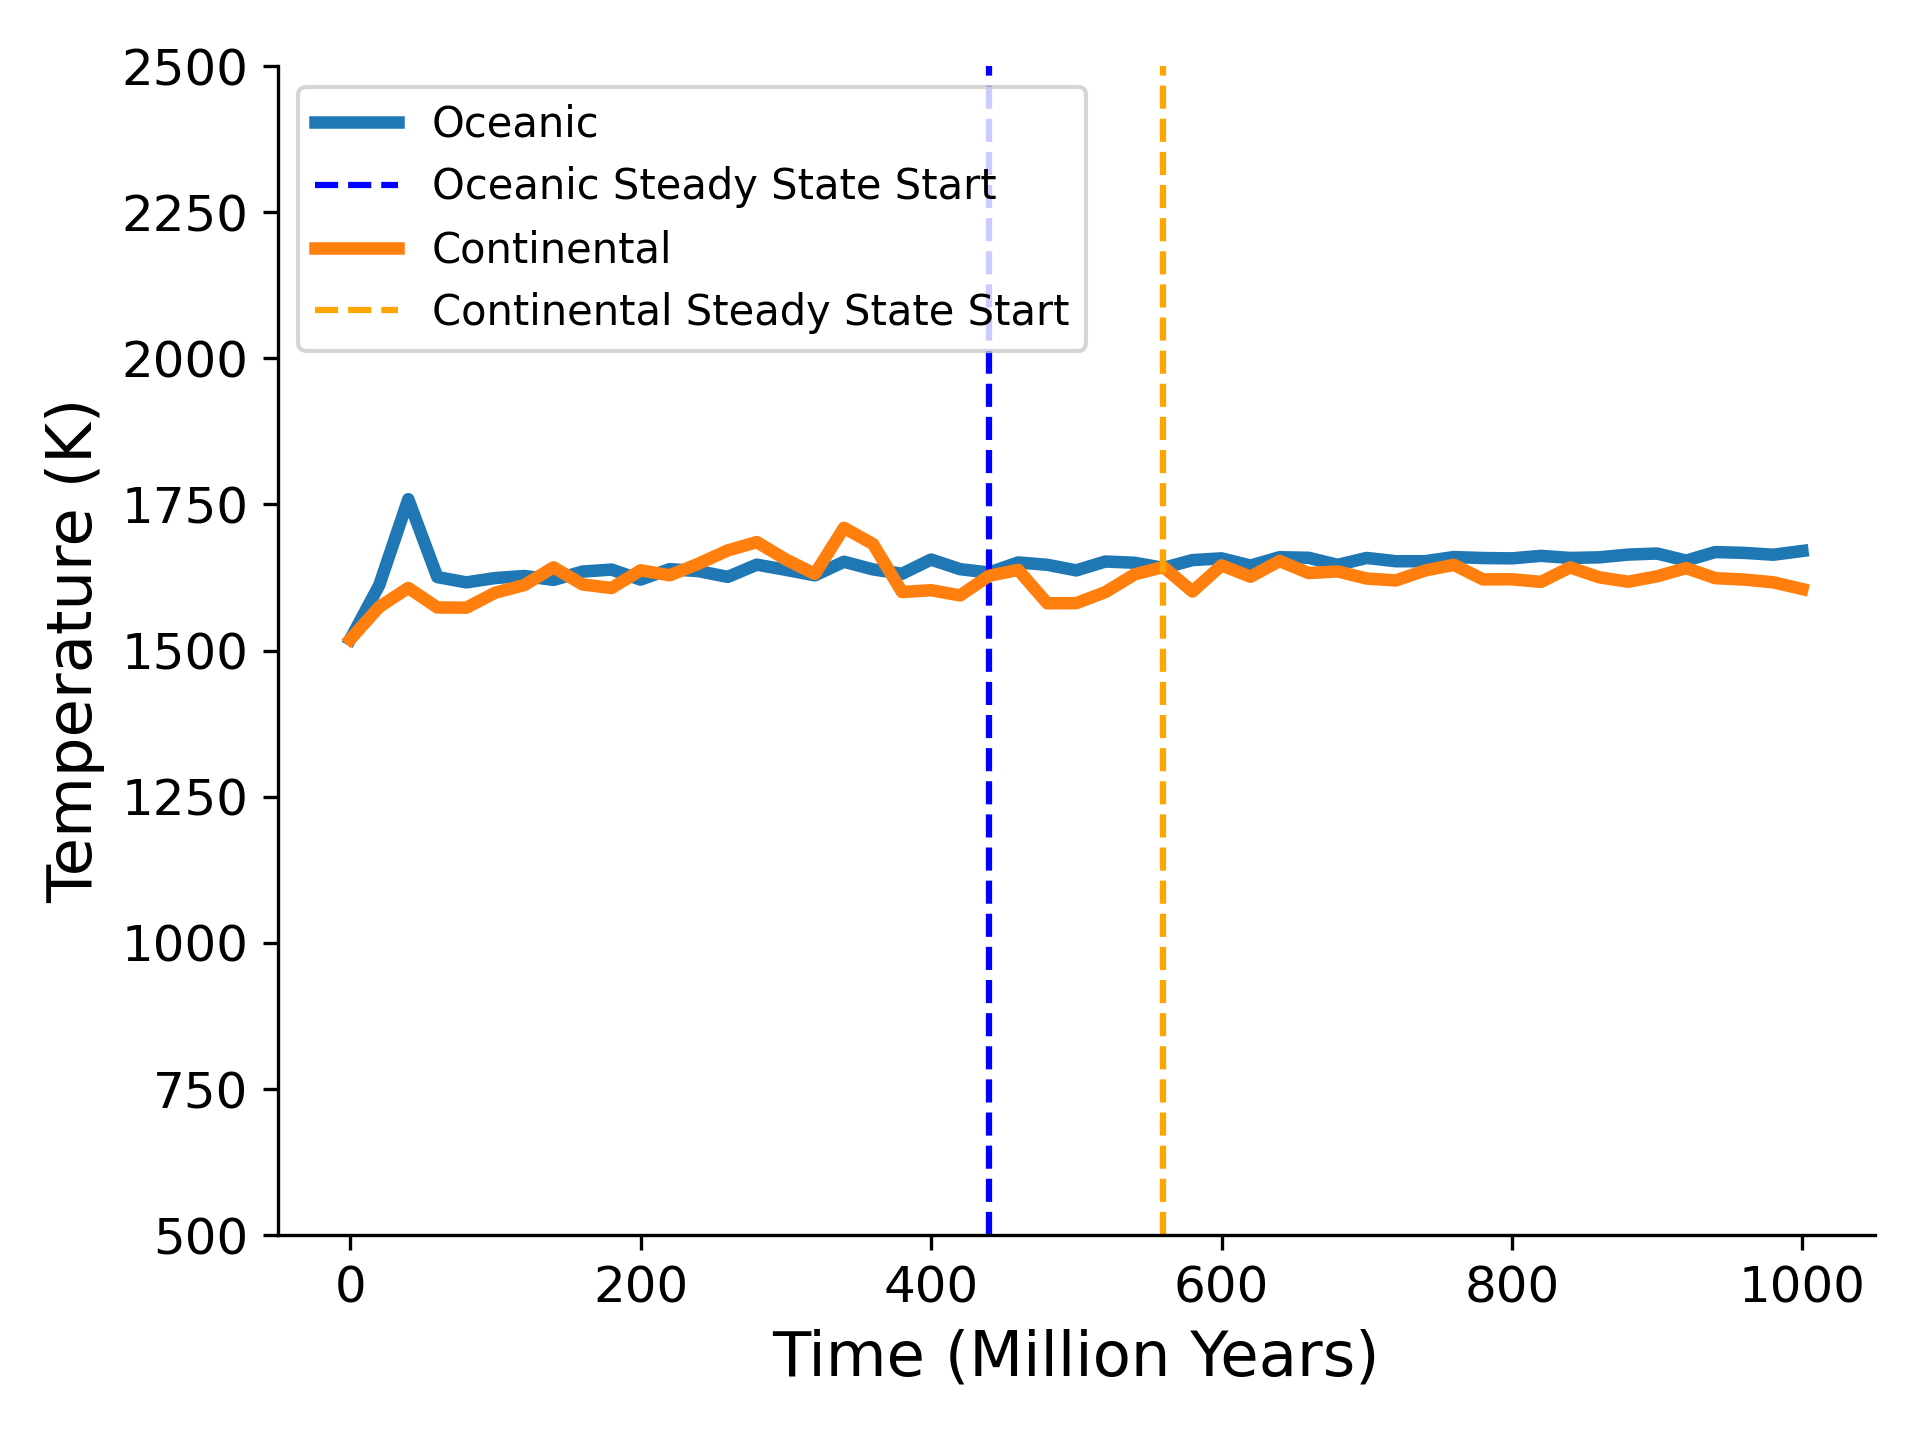 2500
2250
2000
1750
1500
1250
1000
750
500
Temperature (K)
Oceanic
Oceanic Steady State Start
Continental
Continental Steady State Start
0 200 400 600 800 1000
Time (Million Years)